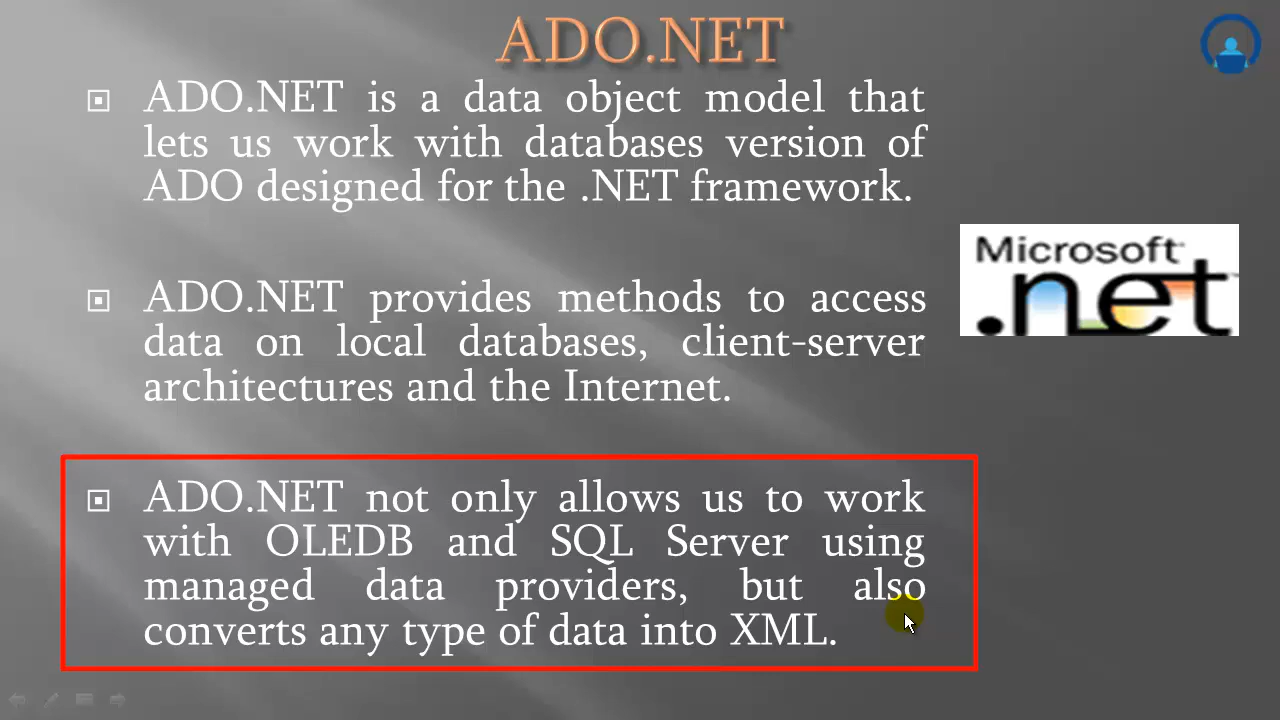 ADO.NET
ADO.NET is a data object model that
lets us work with databases version of
ADO designed for the .NET framework.
Microsoft
.net
ADO.NET provides methods to access
data on local databases, client-server
architectures and the Internet.
ADO.NET not only allows us to work
with OLEDB and SQL Server using
managed data providers, but also
converts any type of data into XML.